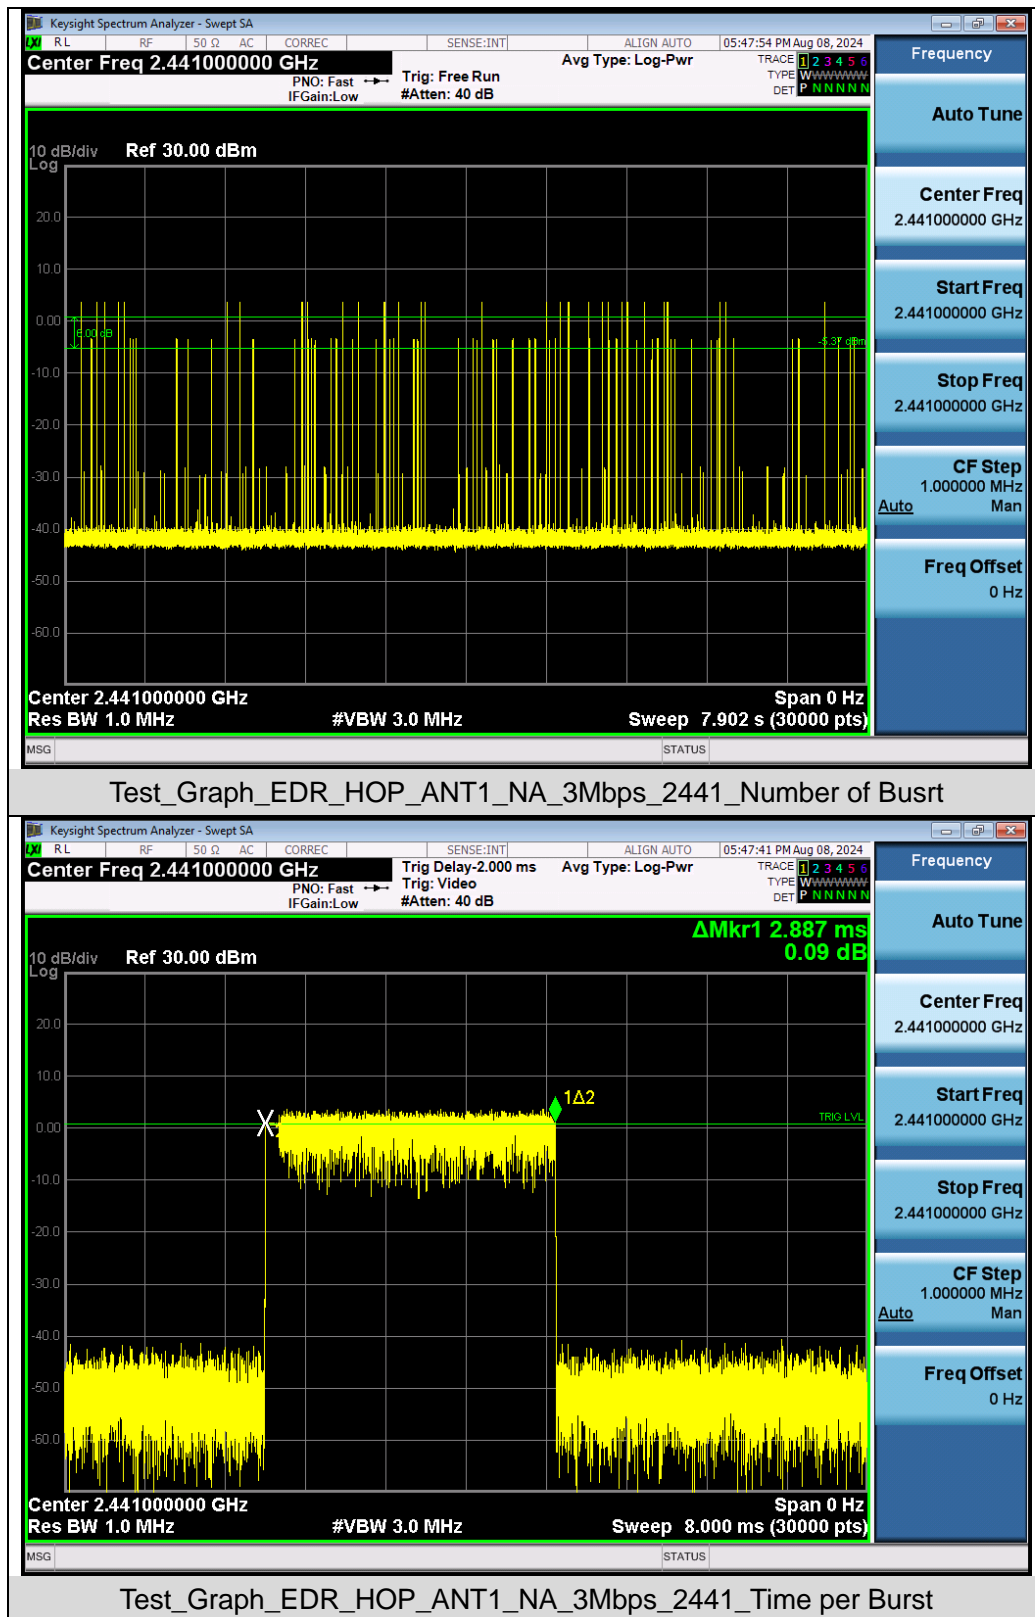 Keysight Spectrum Analyzer - Swept SA
LXI RL RF 50 Ω AC CORREC SENSE:INT ALIGN AUTO 05:47:54 PM Aug 08, 2024
Center Freq 2.441000000 GHz
PNO: Fast
IFGain:Low
Trig: Free Run
#Atten: 40 dB
Avg Type: Log-Pwr
TRACE 1 2 3 4 5 6
TYPE WWWWWW
DET P N N N N N
Frequency
Auto Tune
Center Freq
2.441000000 GHz
Start Freq
2.441000000 GHz
Stop Freq
2.441000000 GHz
CF Step
1.000000 MHz
Auto Man
Freq Offset
0 Hz
10 dB/div Ref 30.00 dBm
Log
20.0
10.0
0.00
6.00 dB
-5.37 dBm
-10.0
-20.0
-30.0
-40.0
-50.0
-60.0
Center 2.441000000 GHz Span 0 Hz
Res BW 1.0 MHz #VBW 3.0 MHz Sweep 7.902 s (30000 pts)
MSG STATUS
Test_Graph_EDR_HOP_ANT1_NA_3Mbps_2441_Number of Busrt
Keysight Spectrum Analyzer - Swept SA
LXI RL RF 50 Ω AC CORREC SENSE:INT ALIGN AUTO 05:47:41 PM Aug 08, 2024
Center Freq 2.441000000 GHz
PNO: Fast
IFGain:Low
Trig Delay-2.000 ms
Trig: Video
#Atten: 40 dB
Avg Type: Log-Pwr
TRACE 1 2 3 4 5 6
TYPE WWWWWW
DET P N N N N N
Frequency
Auto Tune
Center Freq
2.441000000 GHz
Start Freq
2.441000000 GHz
Stop Freq
2.441000000 GHz
CF Step
1.000000 MHz
Auto Man
Freq Offset
0 Hz
ΔMkr1 2.887 ms
0.09 dB
10 dB/div Ref 30.00 dBm
Log
20.0
10.0
1Δ2
TRIG LVL
0.00
-10.0
-20.0
-30.0
-40.0
-50.0
-60.0
Center 2.441000000 GHz Span 0 Hz
Res BW 1.0 MHz #VBW 3.0 MHz Sweep 8.000 ms (30000 pts)
MSG STATUS
Test_Graph_EDR_HOP_ANT1_NA_3Mbps_2441_Time per Burst